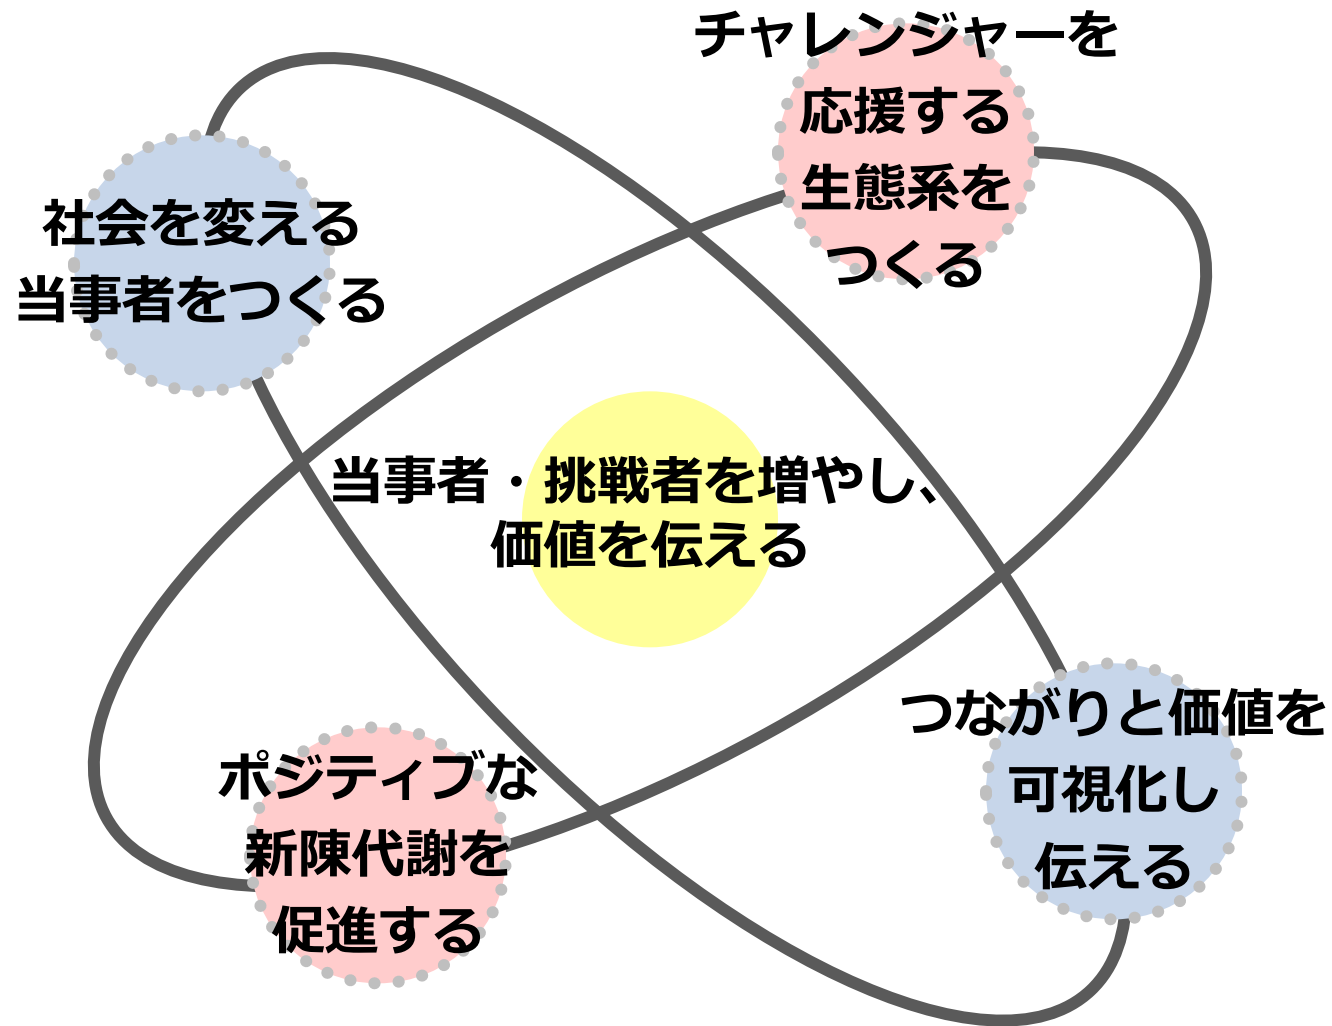 チャレンジャーを
応援する
生態系を
つくる
社会を変える
当事者をつくる
当事者・挑戦者を増やし、
価値を伝える
つながりと価値を
可視化し
伝える
ポジティブな
新陳代謝を
促進する